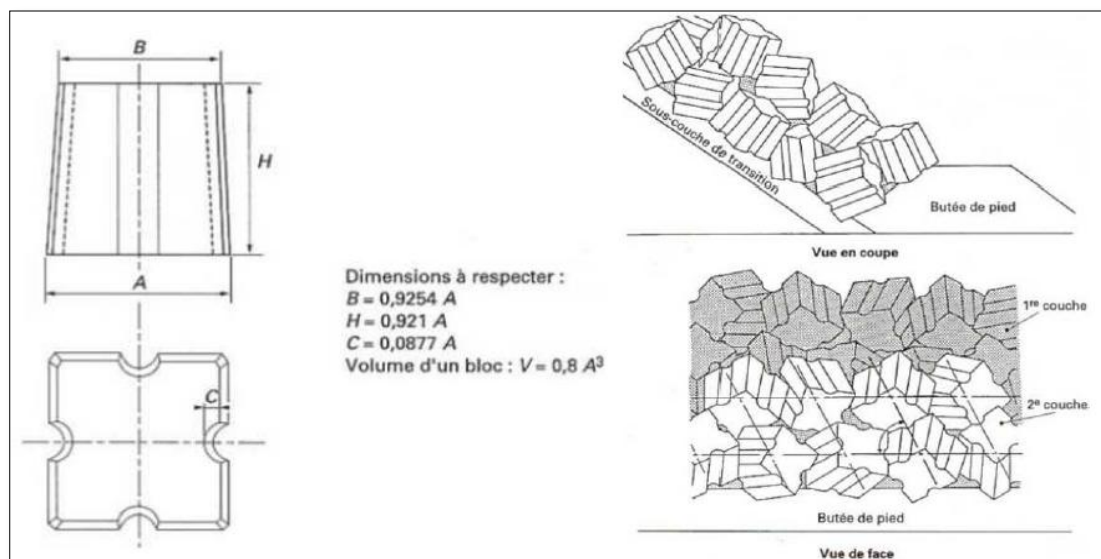 B
H
A
C
Dimensions à respecter :
B = 0,9254 A
H = 0,921 A
C = 0,0877 A
Volume d'un bloc : V = 0,8 A³
Sous-couche de transition
Butée de pied
Vue en coupe
1re couche
2e couche
Butée de pied
Vue de face